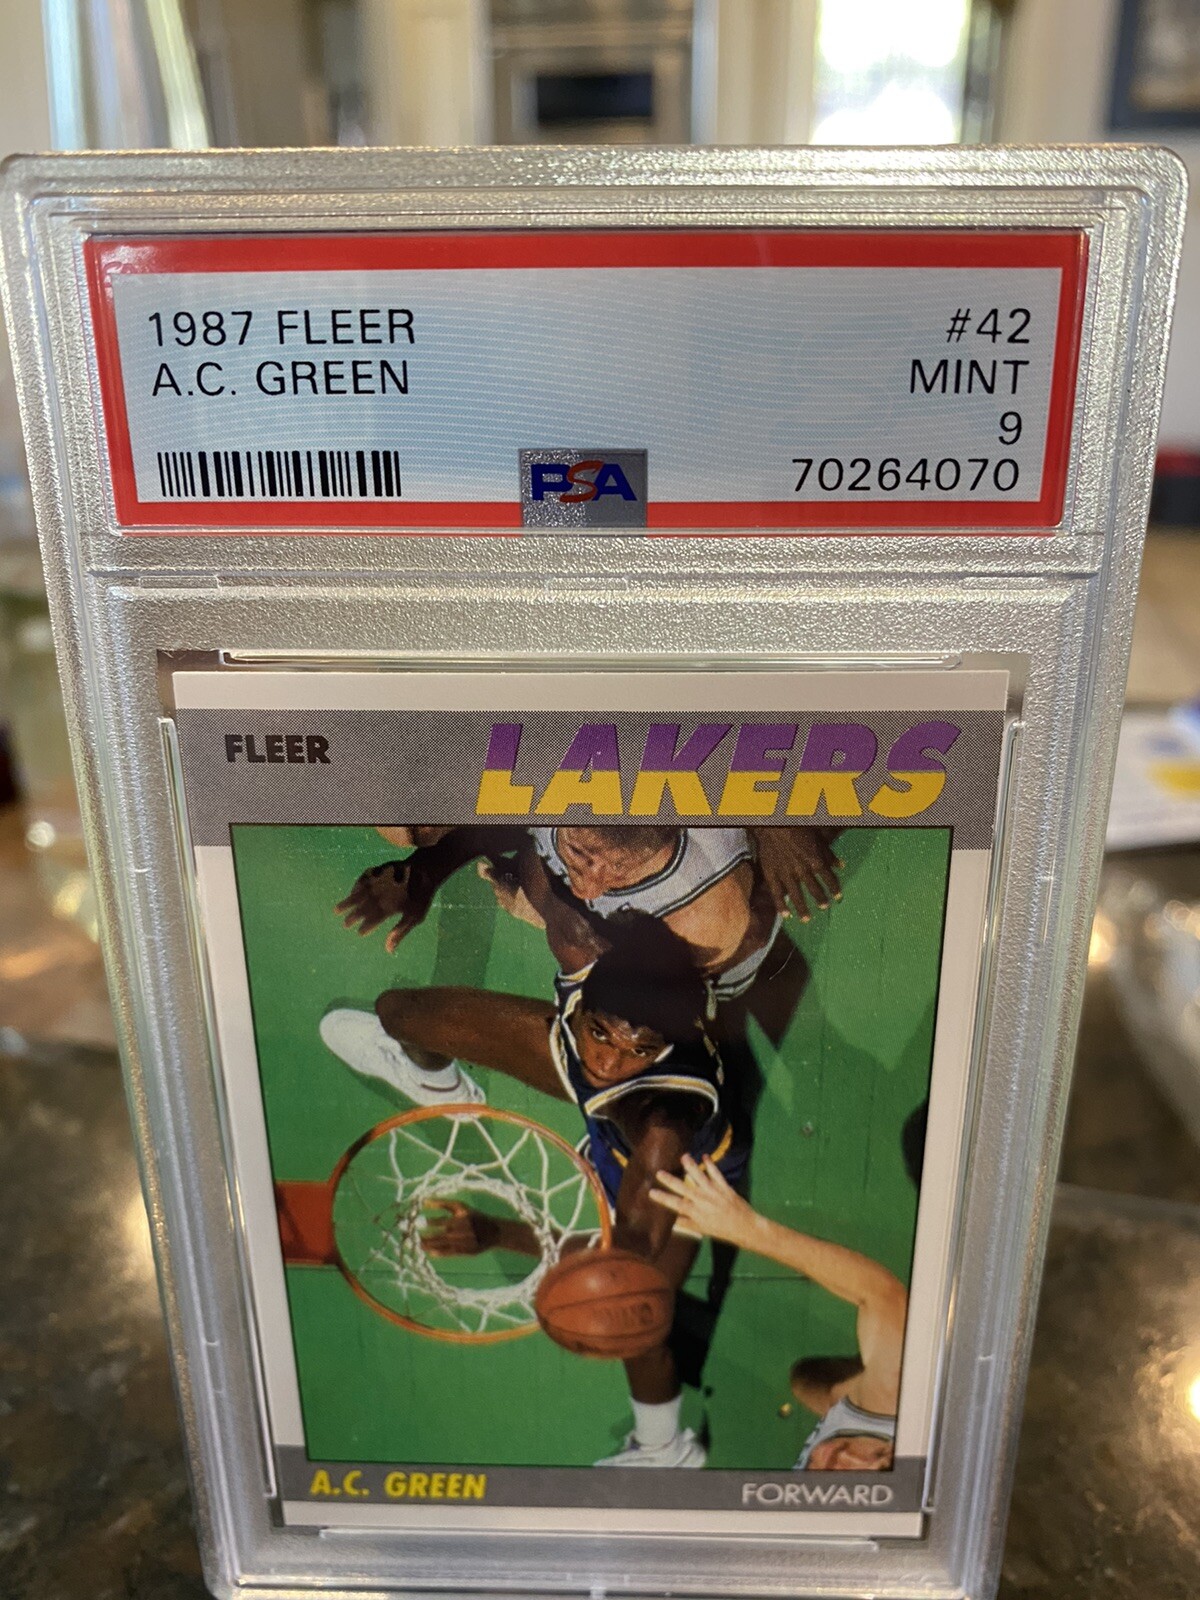 1987 FLEER #42
A.C. GREEN MINT
9
PSA 70264070
FLEER LAKERS
A.C. GREEN FORWARD